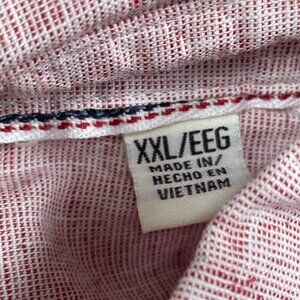 XXL/EEG
MADE IN/
HECHO EN
VIETNAM